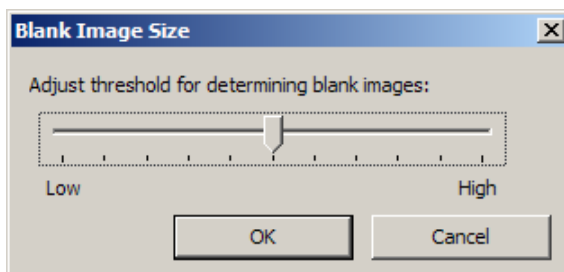 Blank Image Size
Adjust threshold for determining blank images:
Low High
OK Cancel